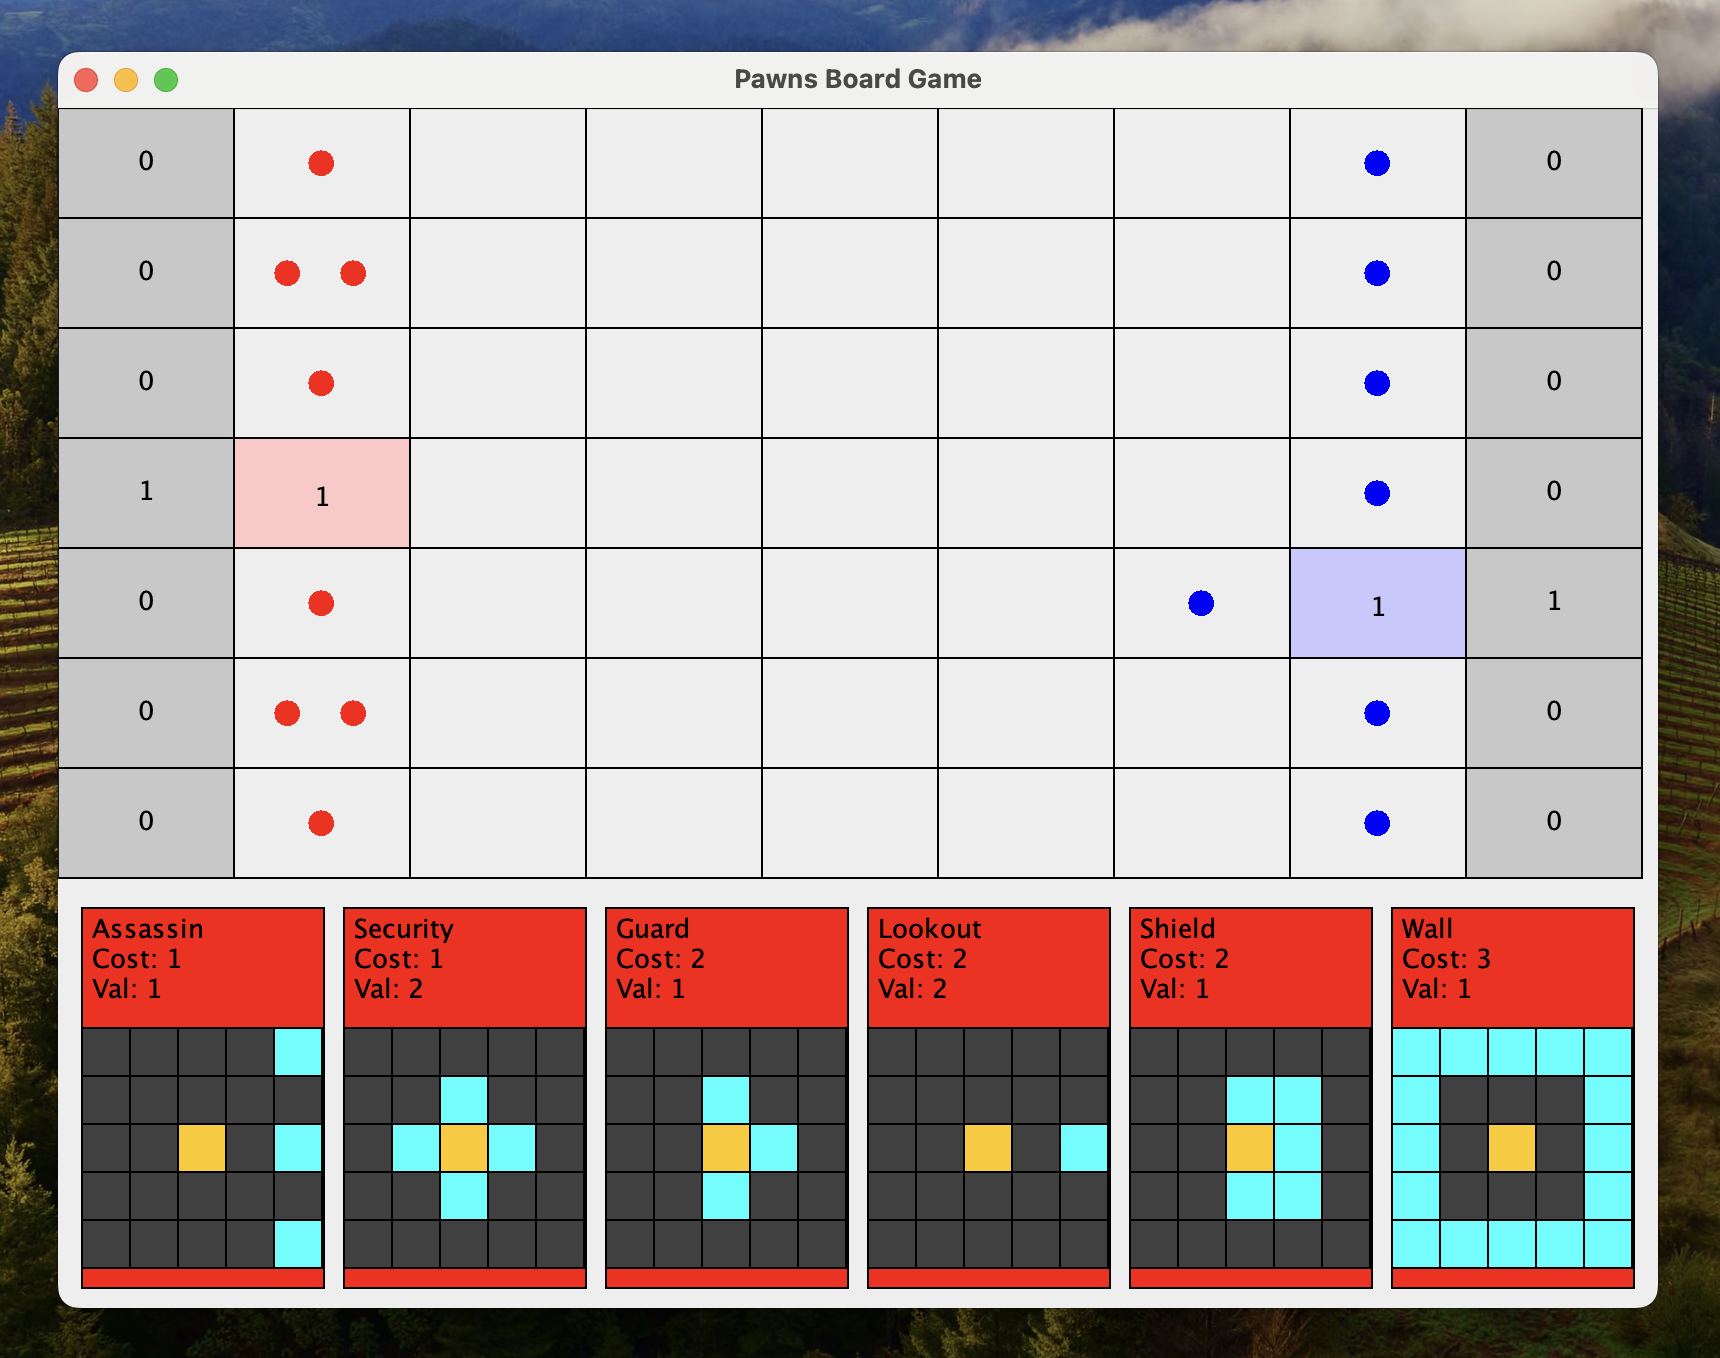 Pawns Board Game
0 0
0 0
0 0
1 1 0
0 1 1
0 0
0 0
Assassin
Cost: 1
Val: 1
Security
Cost: 1
Val: 2
Guard
Cost: 2
Val: 1
Lookout
Cost: 2
Val: 2
Shield
Cost: 2
Val: 1
Wall
Cost: 3
Val: 1